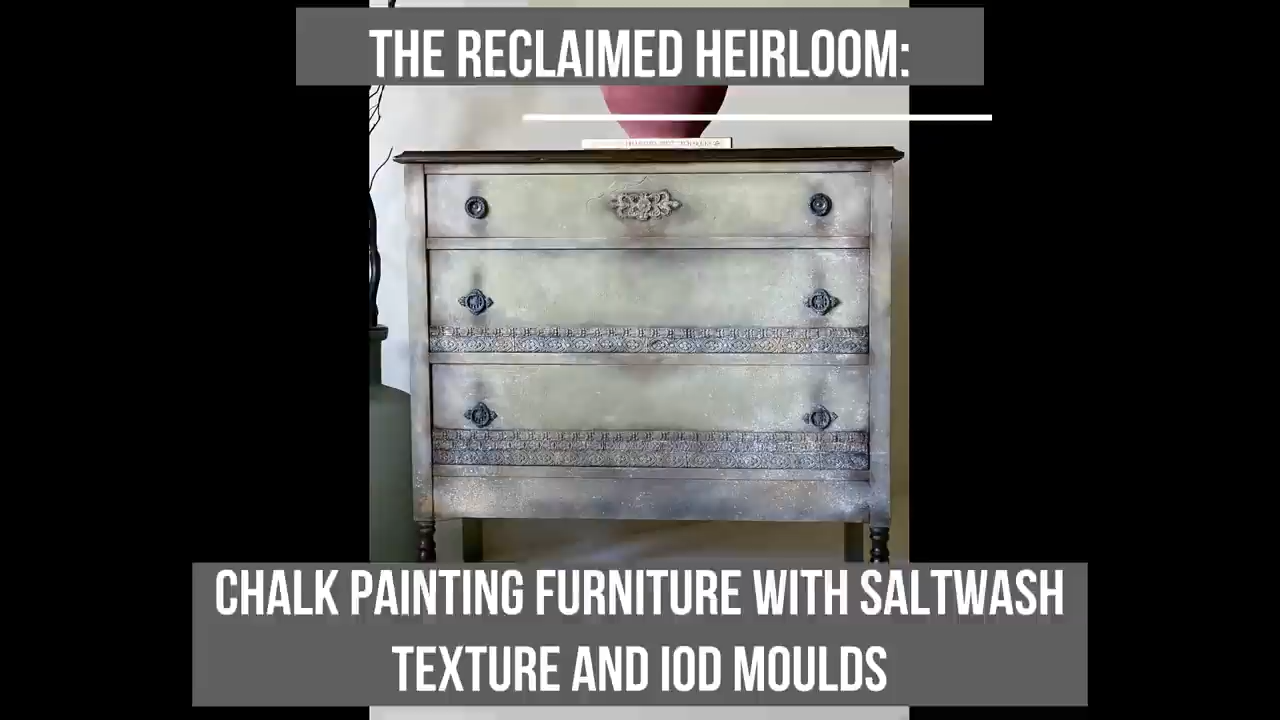 THE RECLAIMED HEIRLOOM:
CHALK PAINTING FURNITURE WITH SALTWASH
TEXTURE AND IOD MOULDS